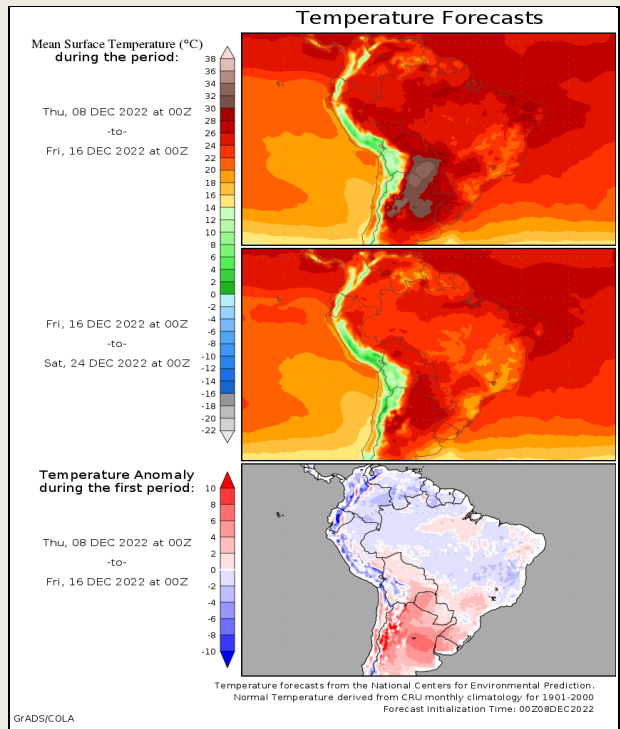 Temperature Forecasts
Mean Surface Temperature (°C)
during the period:
Thu, 08 DEC 2022 at 00Z
-to-
Fri, 16 DEC 2022 at 00Z
38
36
34
32
30
28
26
24
22
20
18
16
14
12
10
8
6
4
2
0
-2
-4
-6
-8
-10
-12
-14
-16
-18
-20
-22
Fri, 16 DEC 2022 at 00Z
-to-
Sat, 24 DEC 2022 at 00Z
Temperature Anomaly
during the first period:
Thu, 08 DEC 2022 at 00Z
-to-
Fri, 16 DEC 2022 at 00Z
10
8
6
4
2
0
-2
-4
-6
-8
-10
Temperature forecasts from the National Centers for Environmental Prediction.
Normal Temperature derived from CRU monthly climatology for 1901-2000
Forecast Initialization Time: 00Z08DEC2022
GrADS/COLA